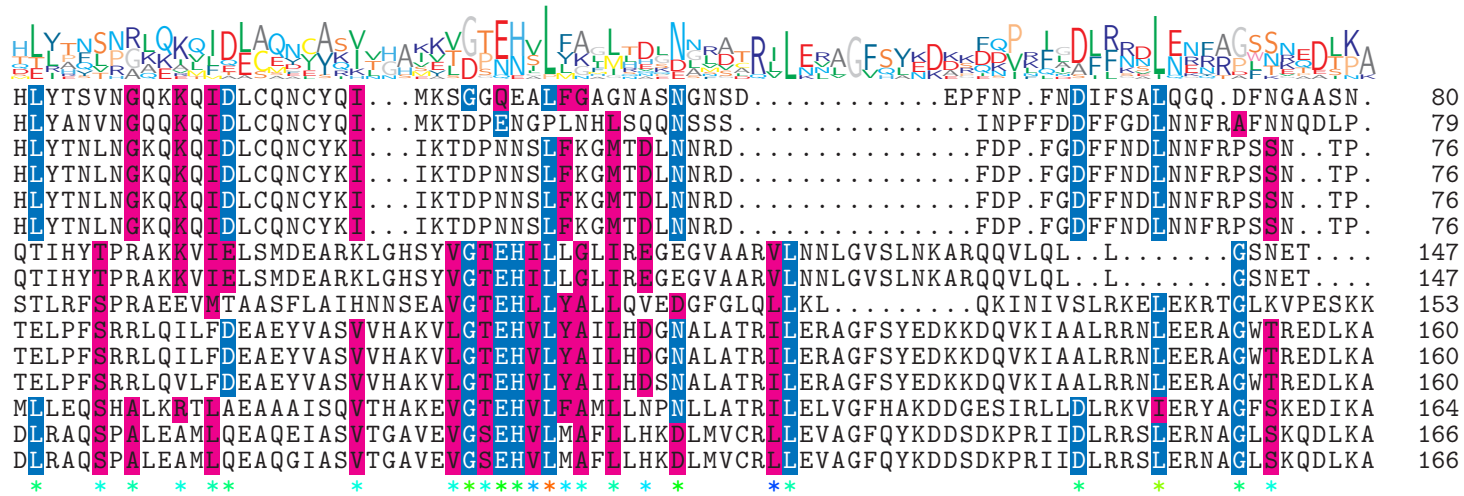 HLYTSVNGQKKQIDLCQNCYQI...MKSGGQEALFGAGNASNGNSD.............EPFNP.FNDIFSALQGQ.DFNGAASN. 80
HLYANVNGQQKQIDLCQNCYQI...MKTDPENGPLNHLSQQNSSS...............INPFFDDFFGDLNNFRAFNNQDLP. 79
HLYTNLNGKQKQIDLCQNCYKI...IKTDPNNSLFKGMTDLNNRD...............FDP.FGDFFNDLNNFRPSSN..TP. 76
HLYTNLNGKQKQIDLCQNCYKI...IKTDPNNSLFKGMTDLNNRD...............FDP.FGDFFNDLNNFRPSSN..TP. 76
HLYTNLNGKQKQIDLCQNCYKI...IKTDPNNSLFKGMTDLNNRD...............FDP.FGDFFNDLNNFRPSSN..TP. 76
HLYTNLNGKQKQIDLCQNCYKI...IKTDPNNSLFKGMTDLNNRD...............FDP.FGDFFNDLNNFRPSSN..TP. 76
QTIHYTPRAKKVIELSMDEARKLGHSYVGTEHILLGLIREGEGVAARVLNNLGVSLNKARQQVLQL..L.......GSNET.... 147
QTIHYTPRAKKVIELSMDEARKLGHSYVGTEHILLGLIREGEGVAARVLNNLGVSLNKARQQVLQL..L.......GSNET.... 147
STLRFSPRAEEVMTAASFLAIHNNSEAVGTEHLLYALLQVEDGFGLQLLKL.........QKINIVSLRKELEKRTGLKVPESKK 153
TELPFSRRLQILFDEAEYVASVVHAKVLGTEHVLYAILHDGNALATRILERAGFSYEDKKDQVKIAALRRNLEERAGWTREDLKA 160
TELPFSRRLQILFDEAEYVASVVHAKVLGTEHVLYAILHDGNALATRILERAGFSYEDKKDQVKIAALRRNLEERAGWTREDLKA 160
TELPFSRRLQVLFDEAEYVASVVHAKVLGTEHVLYAILHDSNALATRILERAGFSYEDKKDQVKIAALRRNLEERAGWTREDLKA 160
MLLEQSHALKRTLAEAAAISQVTHAKEVGTEHVLFAMLLNPNLLATRILELVGFHAKDDGESIRLLDLRKVIERYAGFSKEDIKA 164
DLRAQSPALEAMLQEAQEIASVTGAVEVGSEHVLMAFLLHKDLMVCRLLEVAGFQYKDDSDKPRIIDLRRSLERNAGLSKQDLKA 166
DLRAQSPALEAMLQEAQGIASVTGAVEVGSEHVLMAFLLHKDLMVCRLLEVAGFQYKDDSDKPRIIDLRRSLERNAGLSKQDLKA 166
* * * * * * * * * * * * * * * * * * * * * * * * *